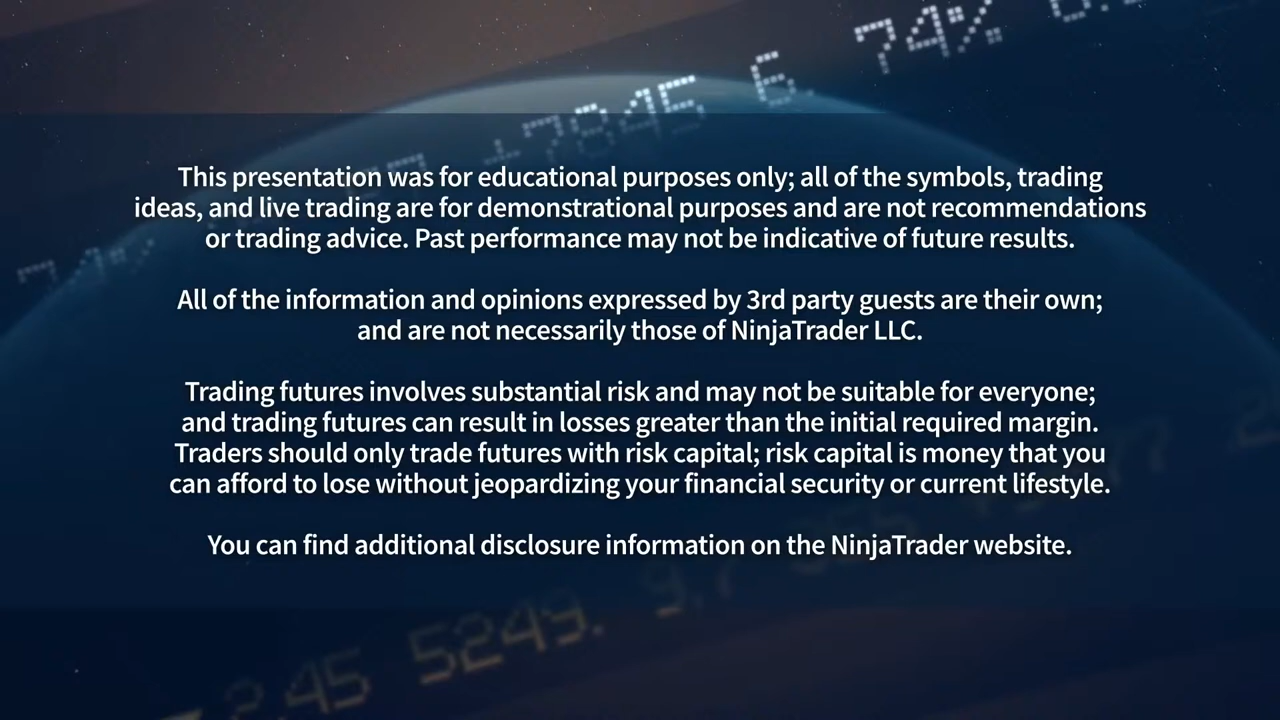 74%
+7845 6.
This presentation was for educational purposes only; all of the symbols, trading
ideas, and live trading are for demonstrational purposes and are not recommendations
or trading advice. Past performance may not be indicative of future results.
All of the information and opinions expressed by 3rd party guests are their own;
and are not necessarily those of NinjaTrader LLC.
Trading futures involves substantial risk and may not be suitable for everyone;
and trading futures can result in losses greater than the initial required margin.
Traders should only trade futures with risk capital; risk capital is money that you
can afford to lose without jeopardizing your financial security or current lifestyle.
You can find additional disclosure information on the NinjaTrader website.
5249.